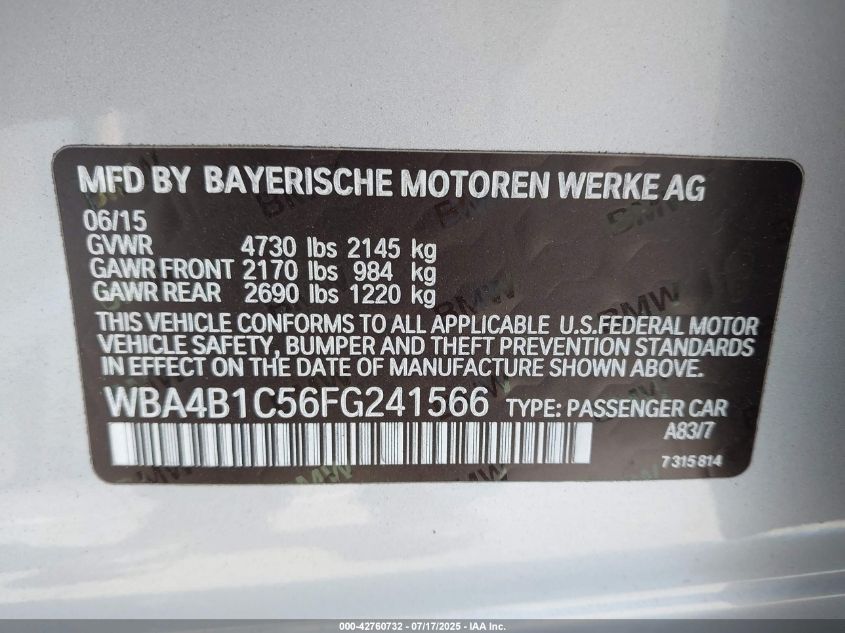 MFD BY BAYERISCHE MOTOREN WERKE AG
06/15
GVWR 4730 lbs 2145 kg
GAWR FRONT 2170 lbs 984 kg
GAWR REAR 2690 lbs 1220 kg
THIS VEHICLE CONFORMS TO ALL APPLICABLE U.S.FEDERAL MOTOR
VEHICLE SAFETY, BUMPER AND THEFT PREVENTION STANDARDS
IN EFFECT ON THE DATE OF MANUFACTURE SHOWN ABOVE.
WBA4B1C56FG241566 TYPE: PASSENGER CAR
A83/7
7315814
000-42760732 - 07/17/2025 - IAA Inc.